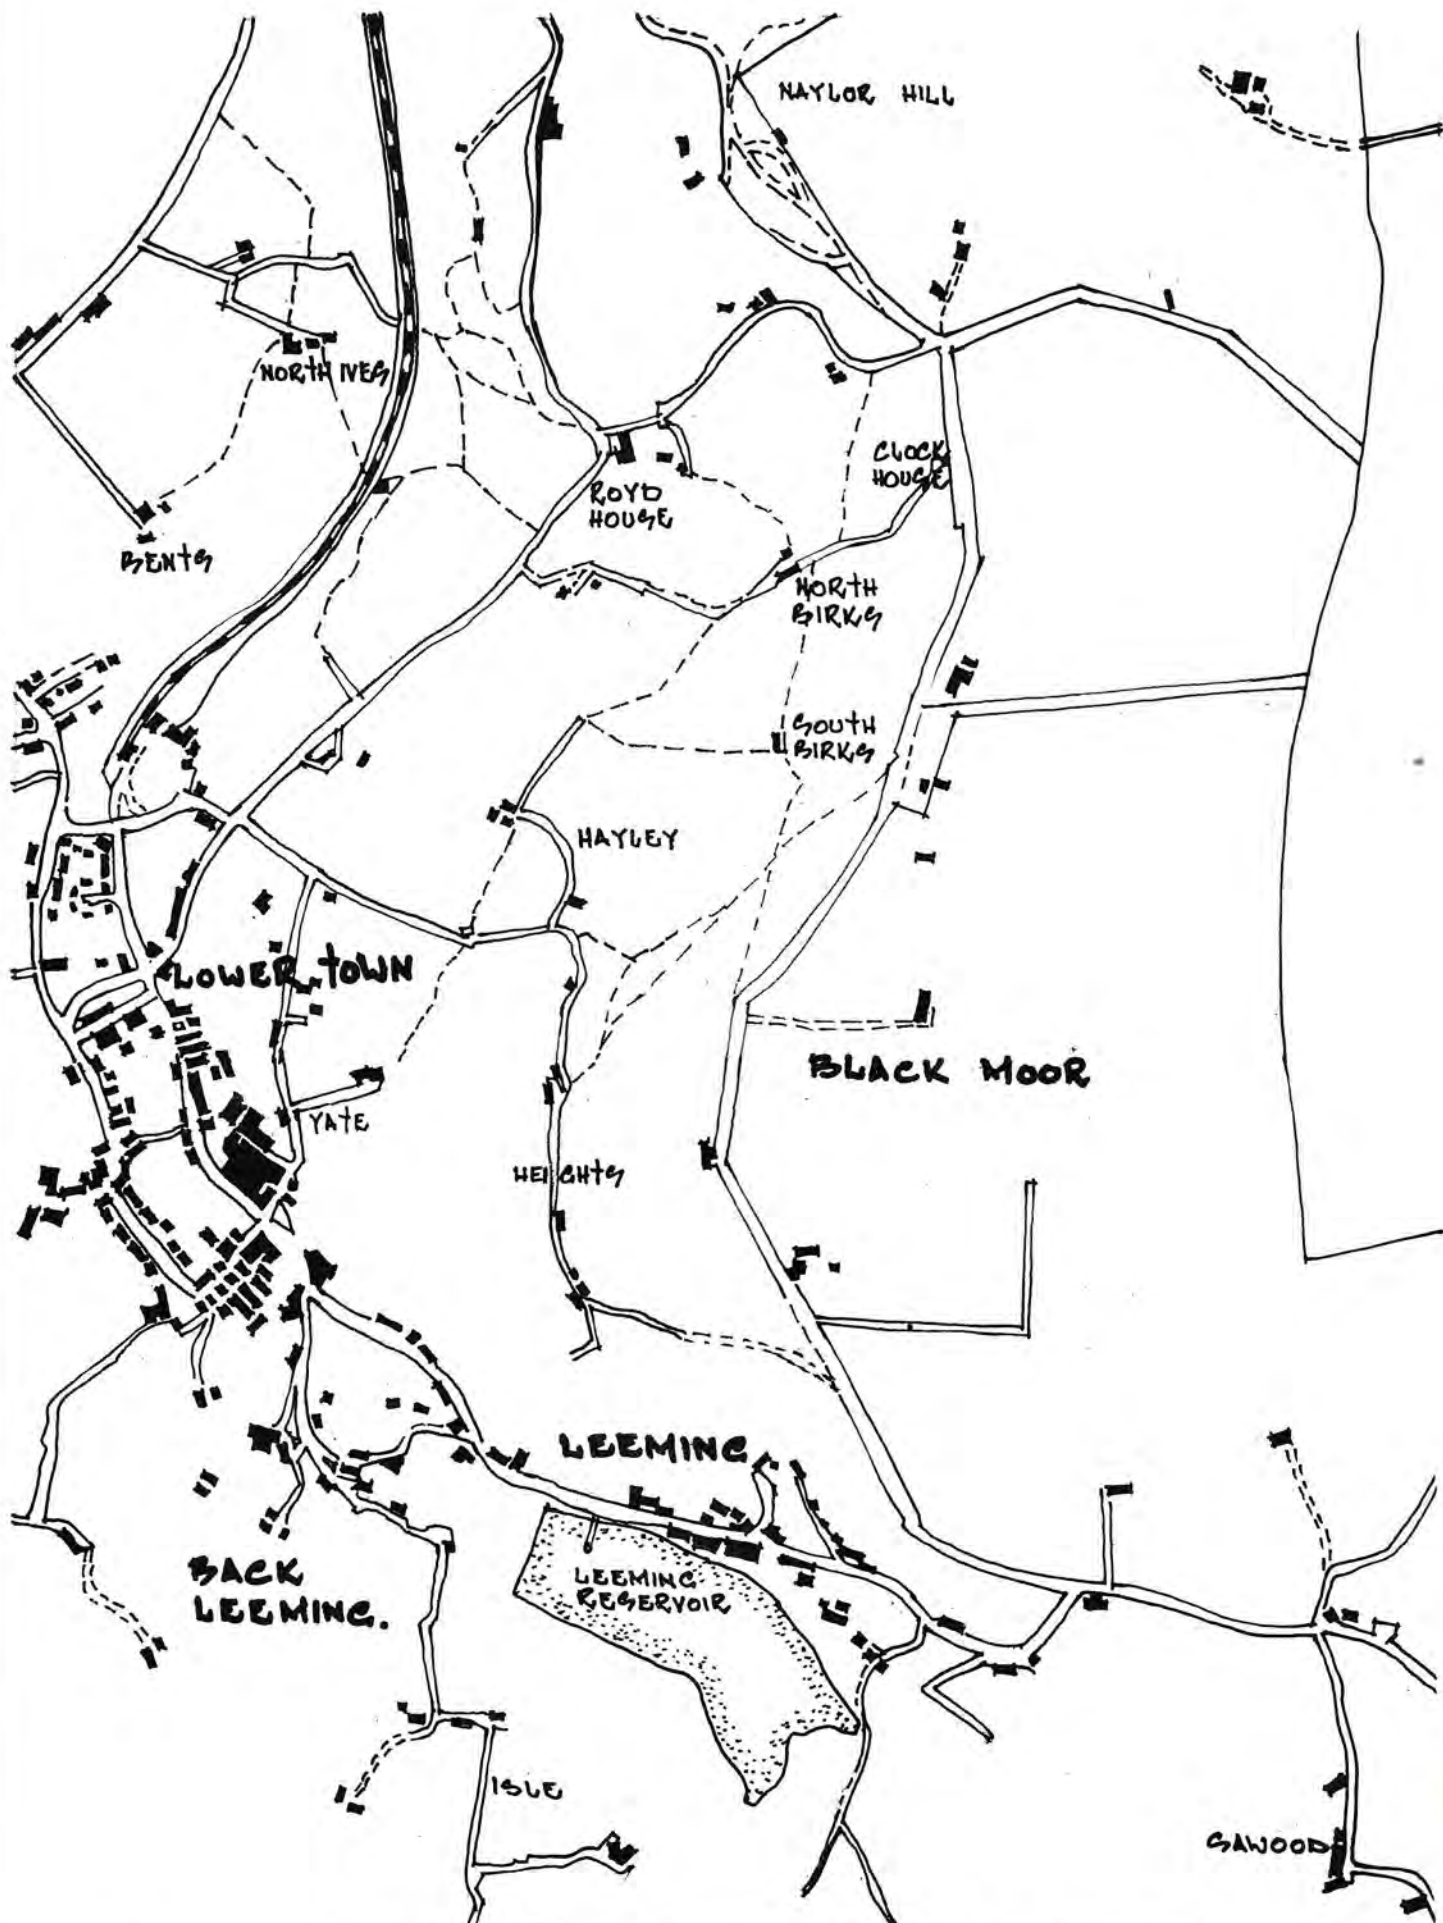 NAYLOR HILL
NORTH IVES
CLOCK
HOUSE
ROYD
HOUSE
BENTS
NORTH
BIRKS
SOUTH
BIRKS
HAYLEY
LOWER TOWN
BLACK MOOR
YATE
HEIGHTS
LEEMING
BACK
LEEMING.
LEEMING
RESERVOIR
ISLE
SAWOOD